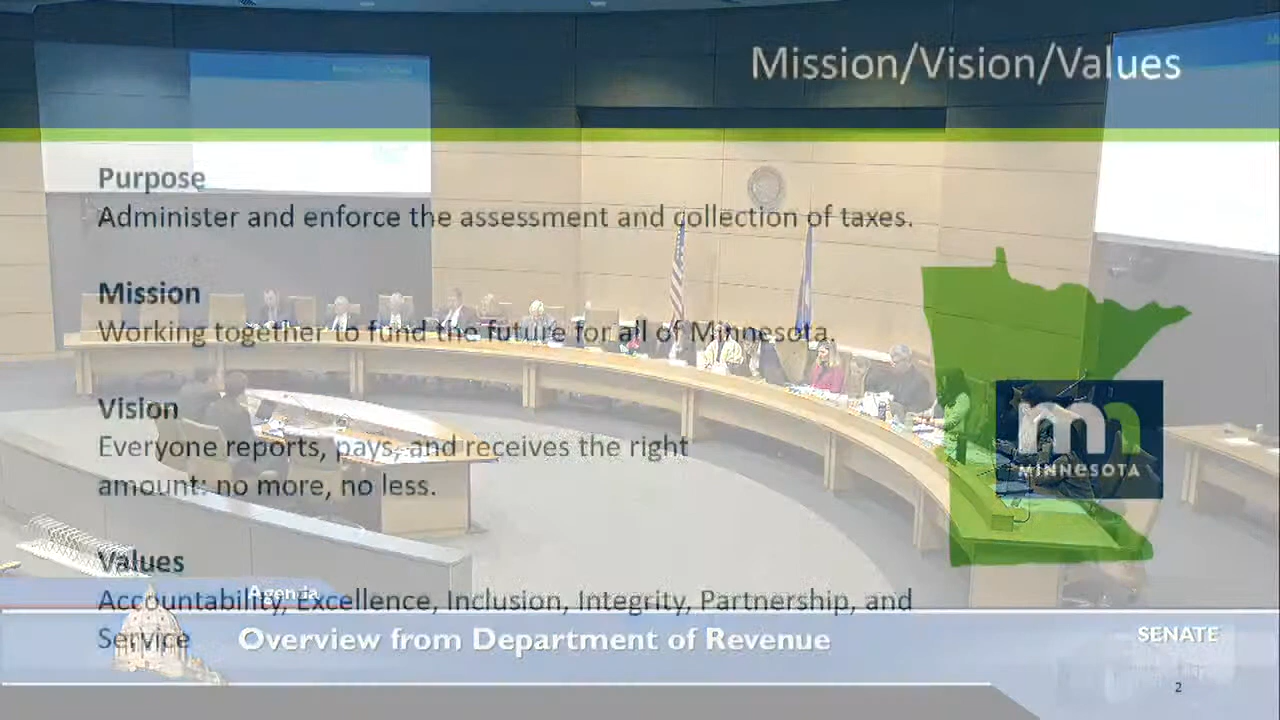 Mission/Vision/Values
Purpose
Administer and enforce the assessment and collection of taxes.
Mission
Working together to fund the future for all of Minnesota.
Vision
Everyone reports, pays, and receives the right
amount: no more, no less.
mn
MINNESOTA
Values
Agenda
Accountability, Excellence, Inclusion, Integrity, Partnership, and
Service
Overview from Department of Revenue
SENATE
2